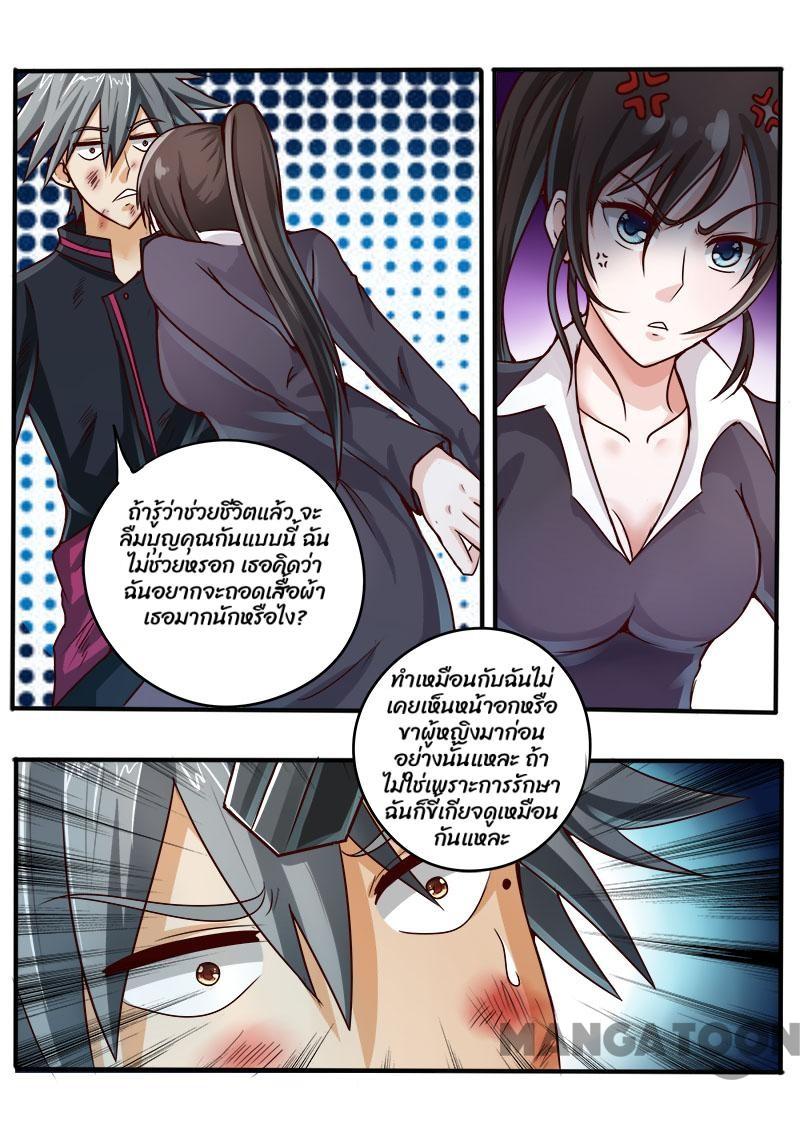 ถ้ารู้ว่าช่วยชีวิตแล้ว จะ
ลืมบุญคุณกันแบบนี้ ฉัน
ไม่ช่วยหรอก เธอคิดว่า
ฉันอยากจะถอดเสื้อผ้า
เธอมากนักหรือไง?
ทำเหมือนกับฉันไม่
เคยเห็นหน้าอกหรือ
ขาผู้หญิงมาก่อน
อย่างนั้นแหละ ถ้า
ไม่ใช่เพราะการรักษา
ฉันก็ขี้เกียจดูเหมือน
กันแหละ
MANGATOON